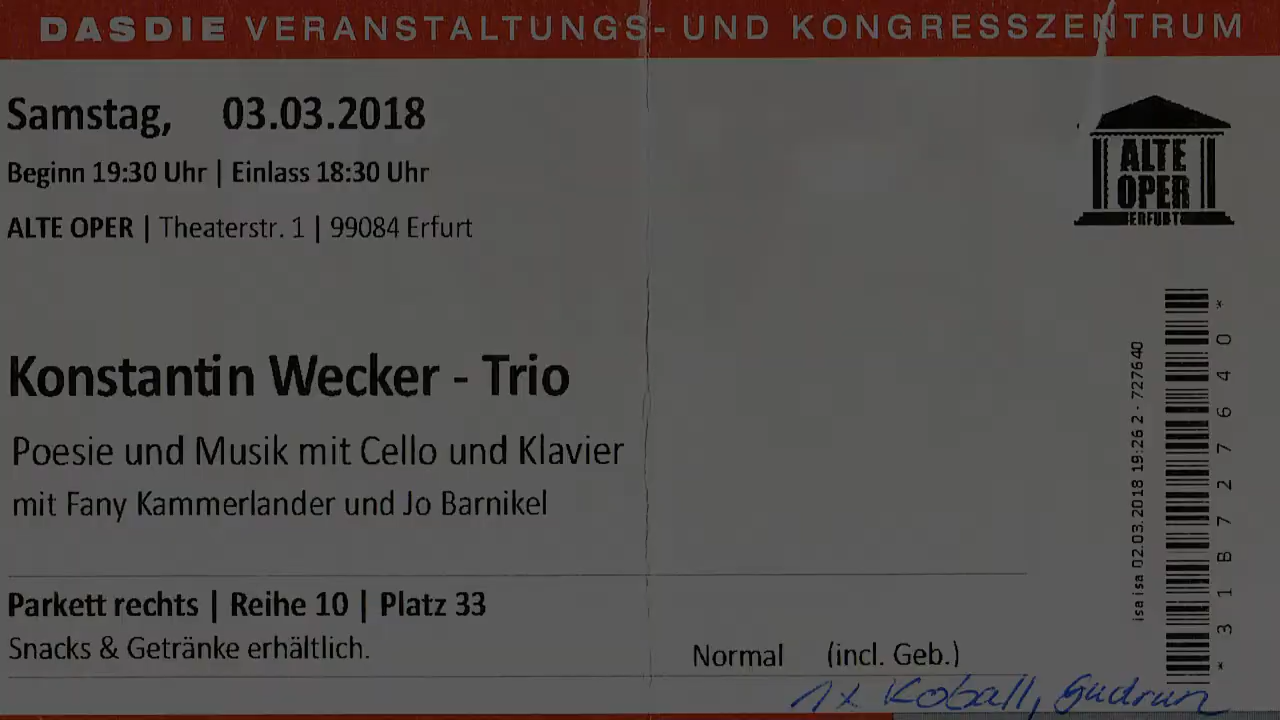 DASDIE VERANSTALTUNGS- UND KONGRESSZENTRUM
Samstag, 03.03.2018
Beginn 19:30 Uhr | Einlass 18:30 Uhr
ALTE OPER | Theaterstr. 1 | 99084 Erfurt
ALTE
OPER
ERFURT
Konstantin Wecker - Trio
Poesie und Musik mit Cello und Klavier
mit Fany Kammerlander und Jo Barnikel
Parkett rechts | Reihe 10 | Platz 33
Snacks & Getränke erhältlich.
Normal (incl. Geb.)
1x Koball, Gudrun
isa isa 02.03.2018 19:26 2 - 727640
* 3 1 B 7 2 7 6 4 0 *